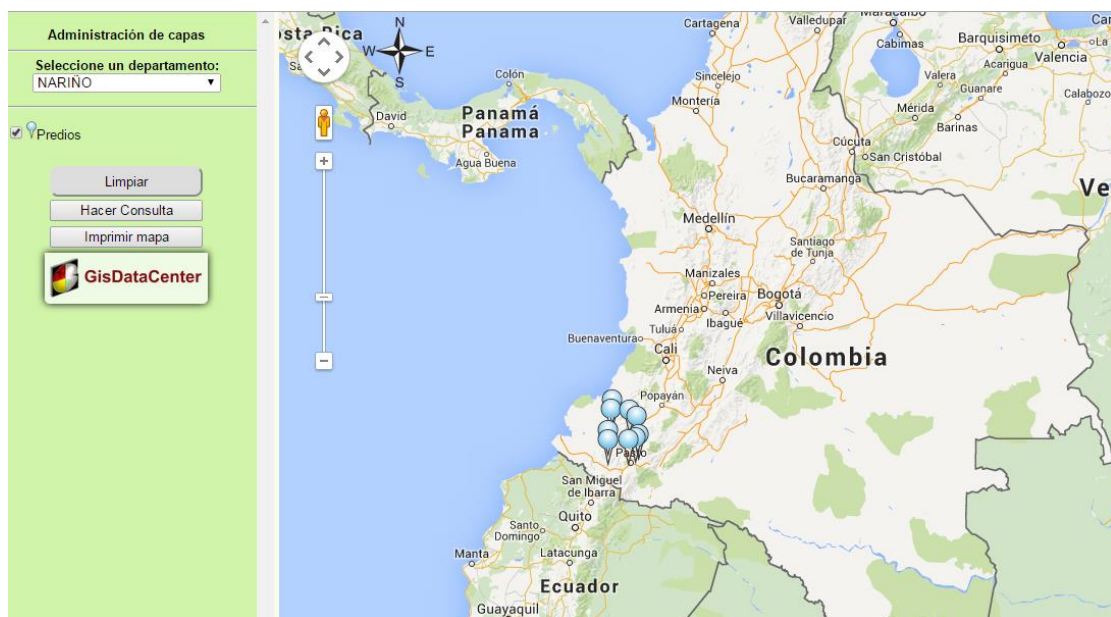 Administración de capas
Seleccione un departamento:
NARIÑO
Predios
Limpiar
Hacer Consulta
Imprimir mapa
GisDataCenter
N
W
E
S
osta Rica
Colón
David
Panamá
Panama
Agua Buena
Cartagena
Valledupar
Maracaibo
Cabimas
Barquisimeto
Valencia
Acarigua
Guanare
Valera
Calabozo
Mérida
Barinas
Sincelejo
Montería
Cúcuta
San Cristóbal
Bucaramanga
Ve
Medellín
Santiago
de Tunja
Manizales
Pereira
Bogotá
Armenia
Ibagué
Villavicencio
Tuluá
Buenaventura
Cali
Colombia
Neiva
Popayán
Pasto
San Miguel
de Ibarra
Quito
Santo
Domingo
Manta
Latacunga
Ecuador
Guayaquil